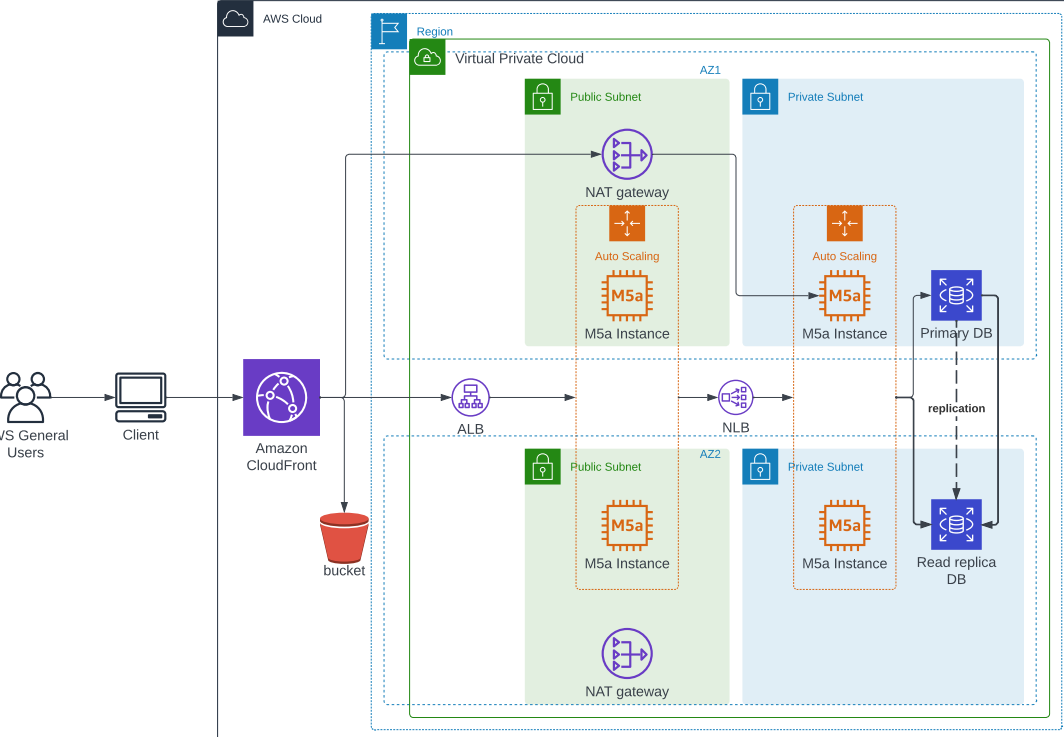 AWS Cloud
Region
Virtual Private Cloud
AZ1
Public Subnet
Private Subnet
NAT gateway
Auto Scaling
Auto Scaling
M5a
M5a
M5a Instance
M5a Instance
Primary DB
replication
WS General
Users
Client
Amazon
CloudFront
ALB
NLB
bucket
AZ2
Public Subnet
Private Subnet
M5a
M5a
M5a Instance
M5a Instance
Read replica
DB
NAT gateway